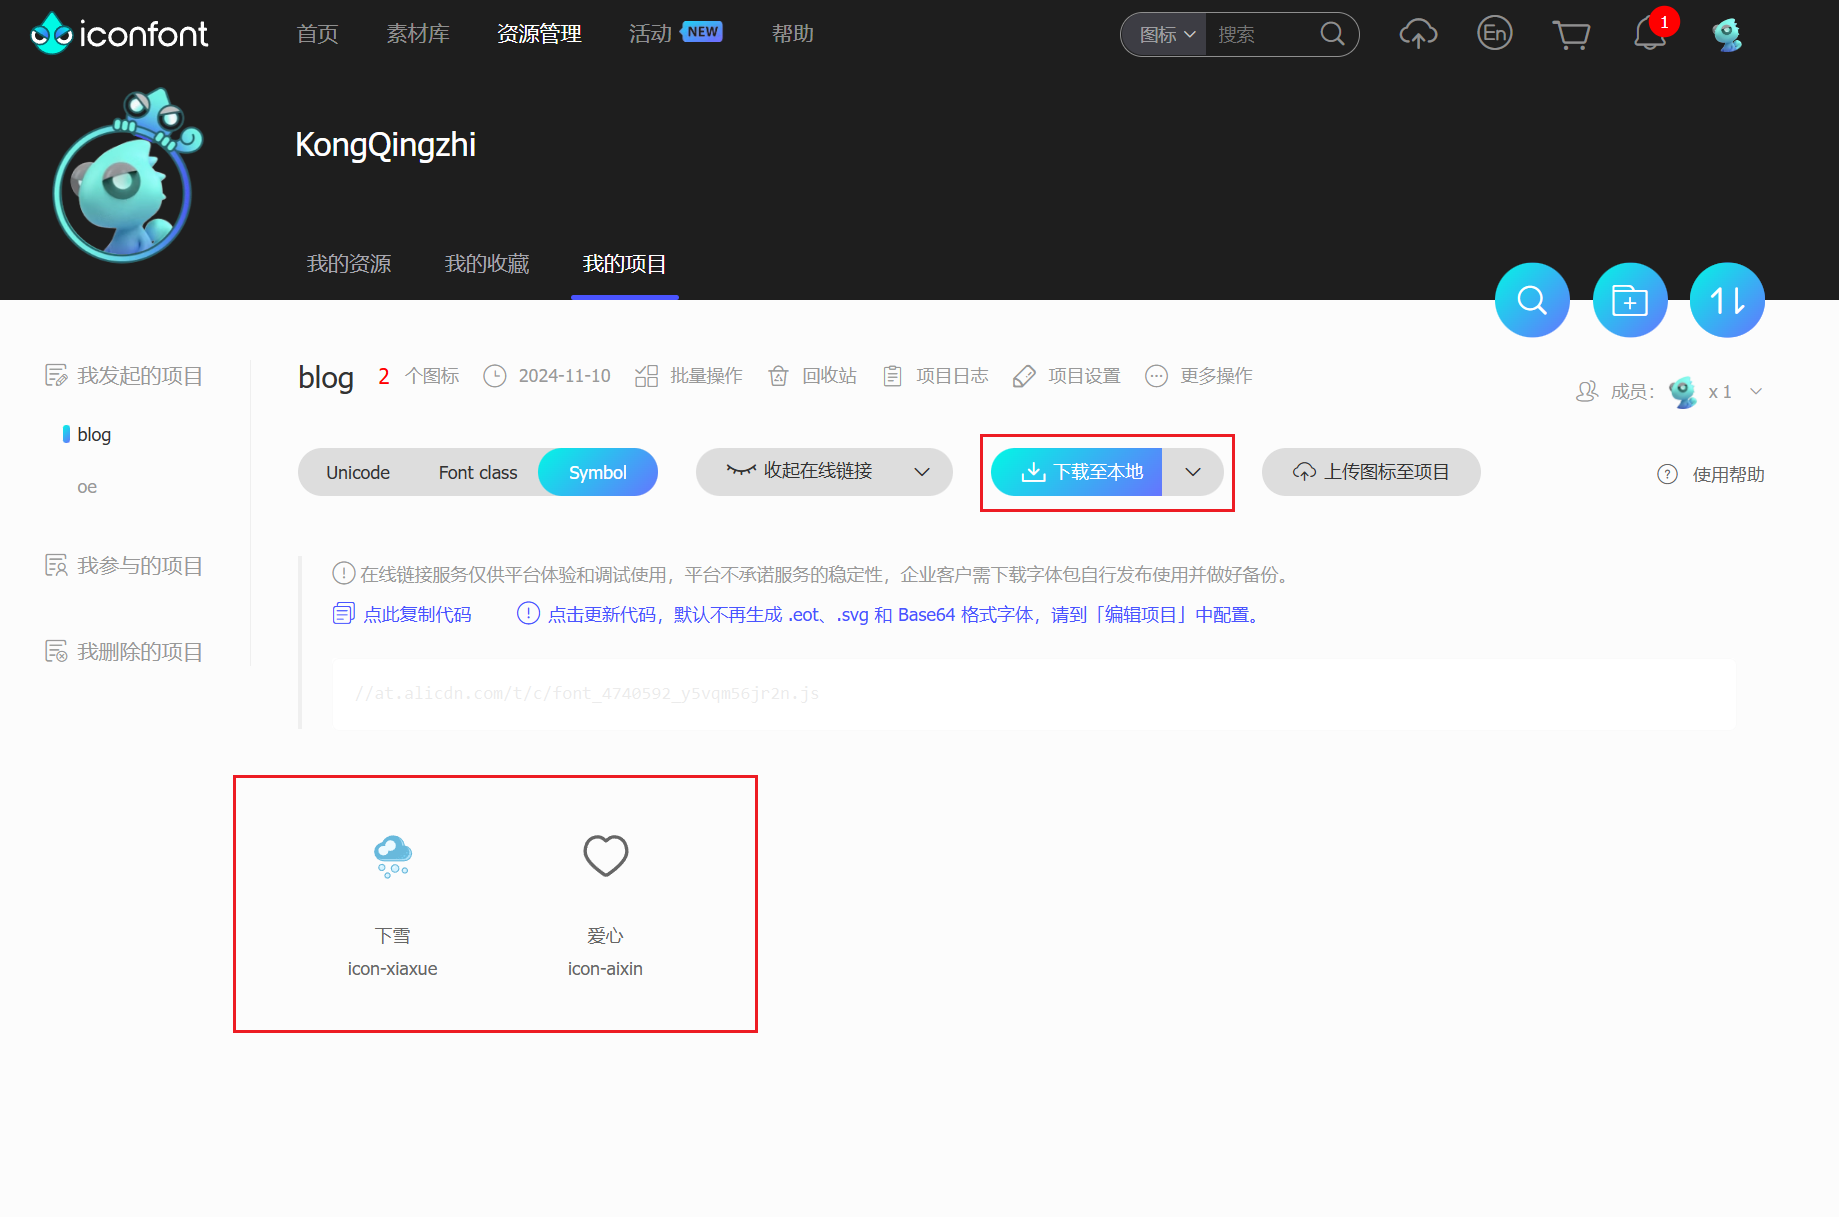 iconfont 首页 素材库 资源管理 活动 NEW 帮助 图标 搜索 En 1
KongQingzhi
我的资源 我的收藏 我的项目
我发起的项目
blog
oe
我参与的项目
我删除的项目
blog 2 个图标 2024-11-10 批量操作 回收站 项目日志 项目设置 更多操作
成员： x 1
Unicode Font class Symbol 收起在线链接 下载至本地 上传图标至项目 使用帮助
在线链接服务仅供平台体验和调试使用，平台不承诺服务的稳定性，企业客户需下载字体包自行发布使用并做好备份。
点此复制代码 点击更新代码，默认不再生成 .eot、.svg 和 Base64 格式字体，请到「编辑项目」中配置。
//at.alicdn.com/t/c/font_4740592_y5vqm56jr2n.js
下雪 爱心
icon-xiaxue icon-aixin